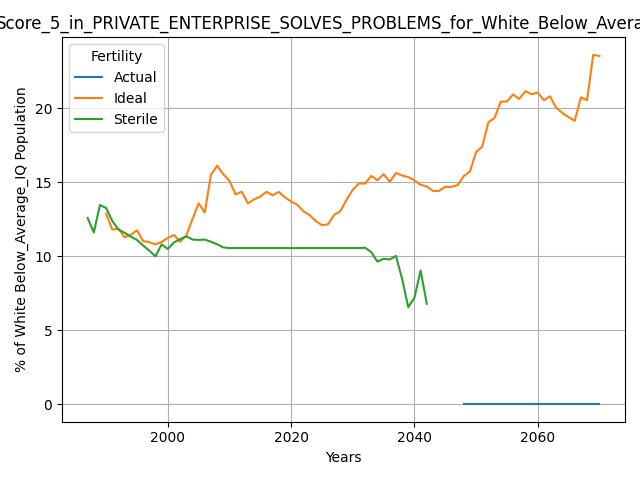 Score_5_in_PRIVATE_ENTERPRISE_SOLVES_PROBLEMS_for_White_Below_Avera
Fertility
Actual
Ideal
Sterile
% of White Below_Average_IQ Population
20
15
10
5
0
2000 2020 2040 2060
Years